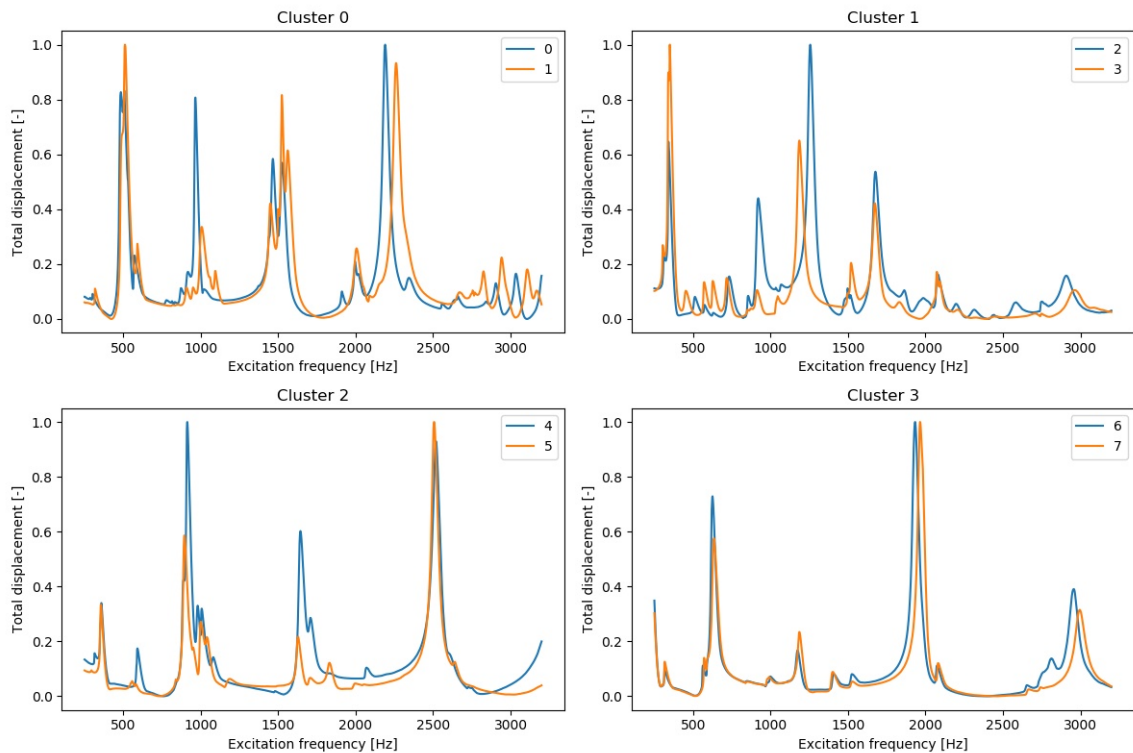 Cluster 0
Total displacement [-]
1.0
0.8
0.6
0.4
0.2
0.0
0
1
500 1000 1500 2000 2500 3000
Excitation frequency [Hz]
Cluster 1
Total displacement [-]
1.0
0.8
0.6
0.4
0.2
0.0
2
3
500 1000 1500 2000 2500 3000
Excitation frequency [Hz]
Cluster 2
Total displacement [-]
1.0
0.8
0.6
0.4
0.2
0.0
4
5
500 1000 1500 2000 2500 3000
Excitation frequency [Hz]
Cluster 3
Total displacement [-]
1.0
0.8
0.6
0.4
0.2
0.0
6
7
500 1000 1500 2000 2500 3000
Excitation frequency [Hz]